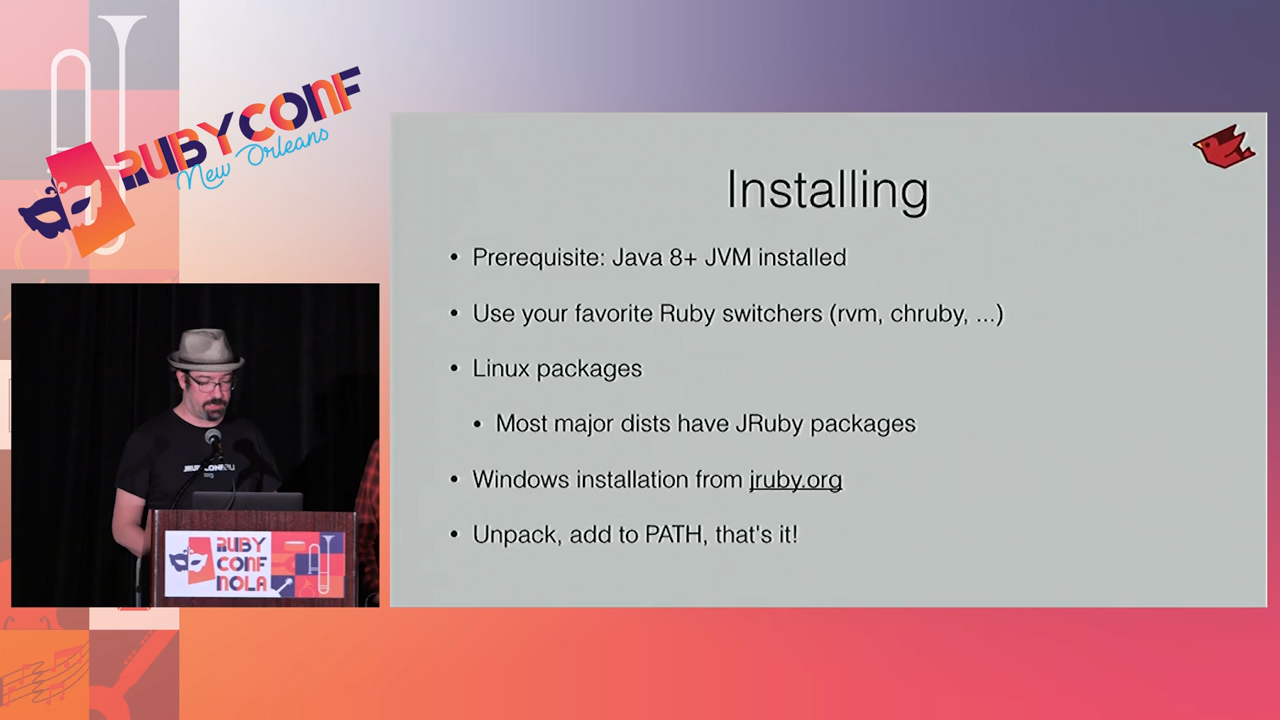 RUBYCONF
New Orleans
Installing
• Prerequisite: Java 8+ JVM installed
• Use your favorite Ruby switchers (rvm, chruby, ...)
• Linux packages
• Most major dists have JRuby packages
• Windows installation from jruby.org
• Unpack, add to PATH, that's it!
RUBY
CONF
NOLA